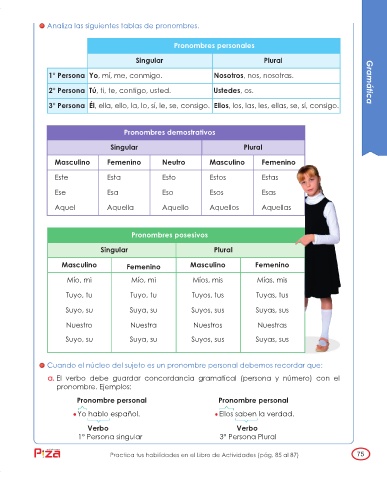 Analiza las siguientes tablas de pronombres.
Pronombres personales
Singular Plural
1° Persona Yo, mí, me, conmigo. Nosotros, nos, nosotras.
2° Persona Tú, ti, te, contigo, usted. Ustedes, os.
3° Persona Él, ella, ello, la, lo, sí, le, se, consigo. Ellos, los, las, les, ellas, se, sí, consigo.
Gramática
Pronombres demostrativos
Singular Plural
Masculino Femenino Neutro Masculino Femenino
Este Esta Esto Estos Estas
Ese Esa Eso Esos Esas
Aquel Aquella Aquello Aquellos Aquellas
Pronombres posesivos
Singular Plural
Masculino Femenino Masculino Femenino
Mío, mi Mío, mi Míos, mis Mías, mis
Tuyo, tu Tuya, tu Tuyos, tus Tuyas, tus
Suyo, su Suya, su Suyos, sus Suyas, sus
Nuestro Nuestra Nuestros Nuestras
Suyo, su Suya, su Suyos, sus Suyas, sus
Cuando el núcleo del sujeto es un pronombre personal debemos recordar que:
a. El verbo debe guardar concordancia gramatical (persona y número) con el
pronombre. Ejemplos:
Pronombre personal Pronombre personal
Yo hablo español. Ellos saben la verdad.
Verbo Verbo
1° Persona singular 3° Persona Plural
Piza Practica tus habilidades en el Libro de Actividades (pág. 85 al 87) 75